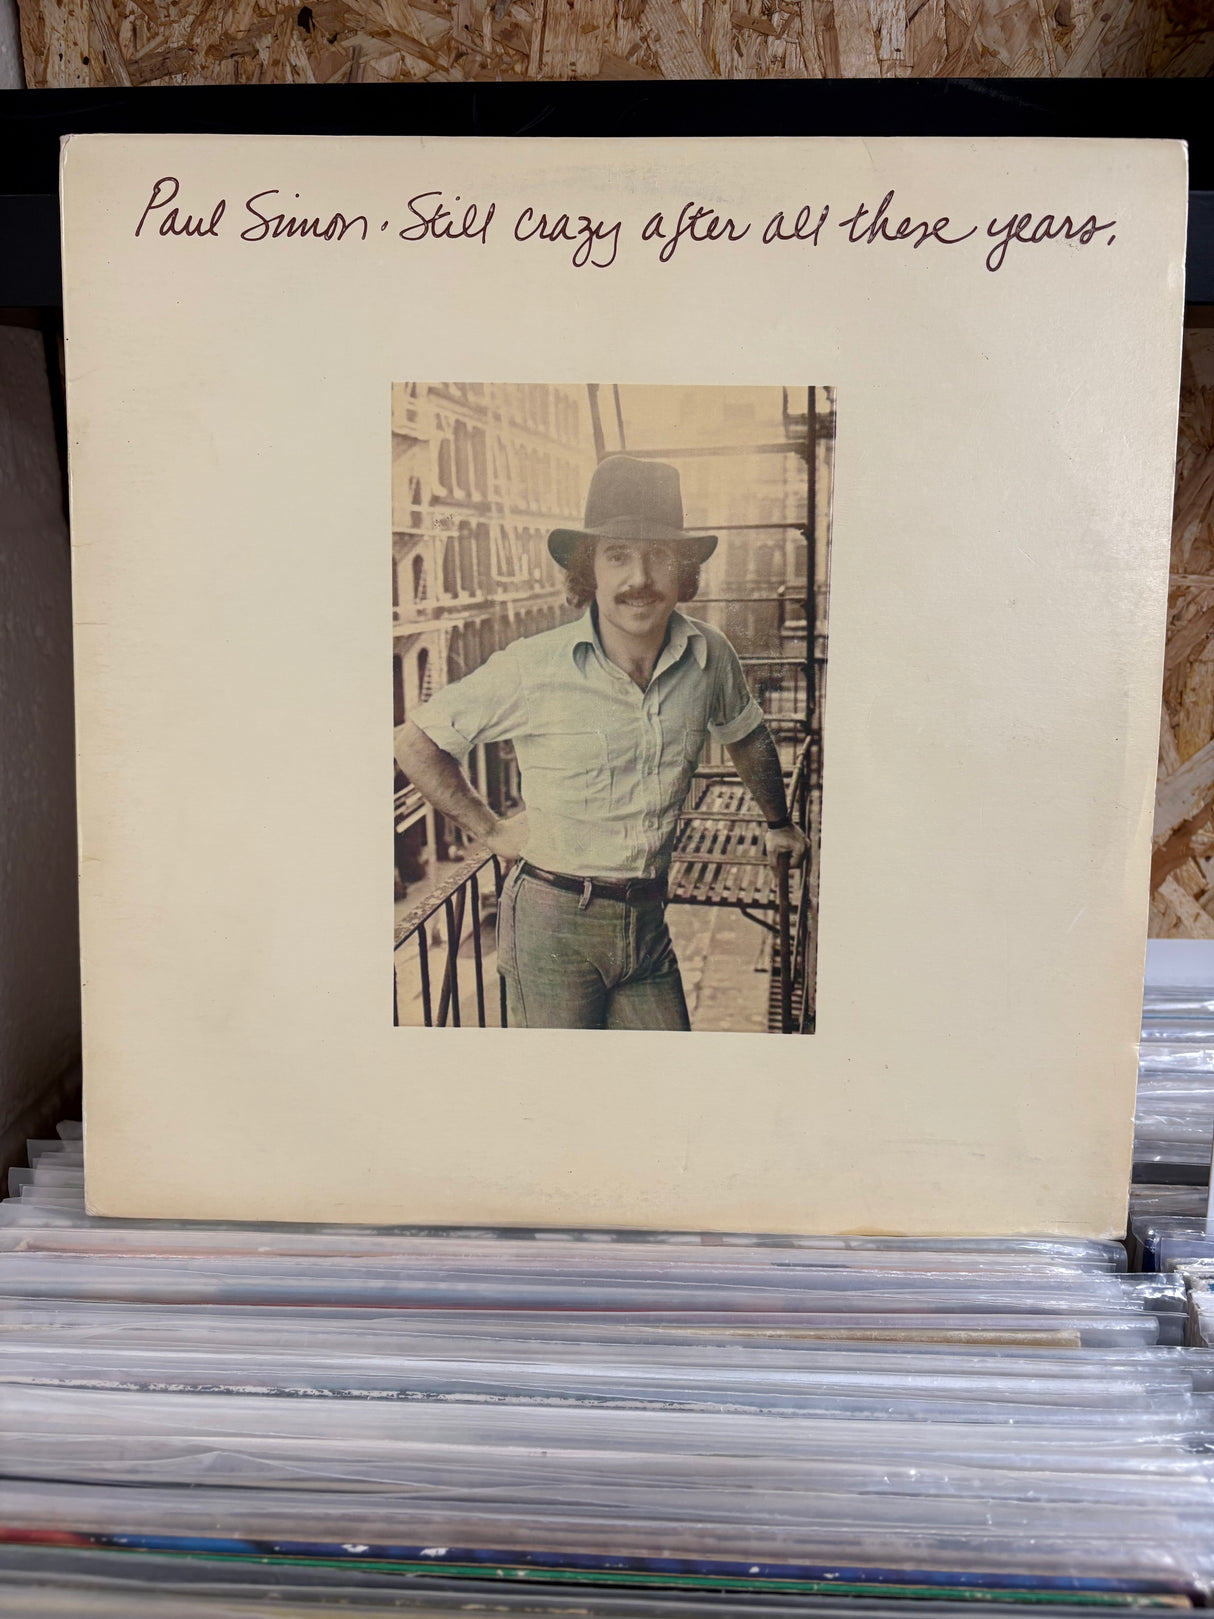 Paul Simon · Still crazy after all these years.